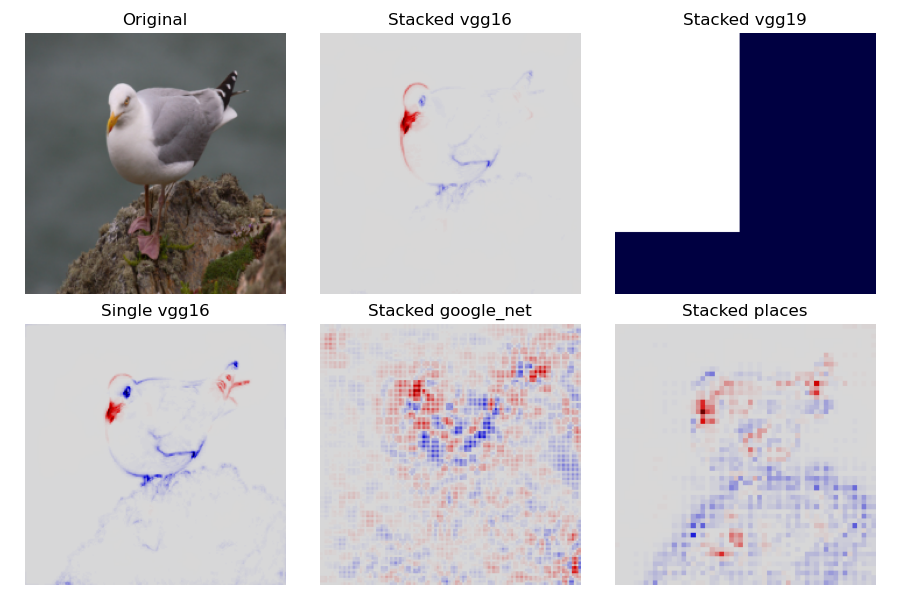 Original
Stacked vgg16
Stacked vgg19
Single vgg16
Stacked google_net
Stacked places